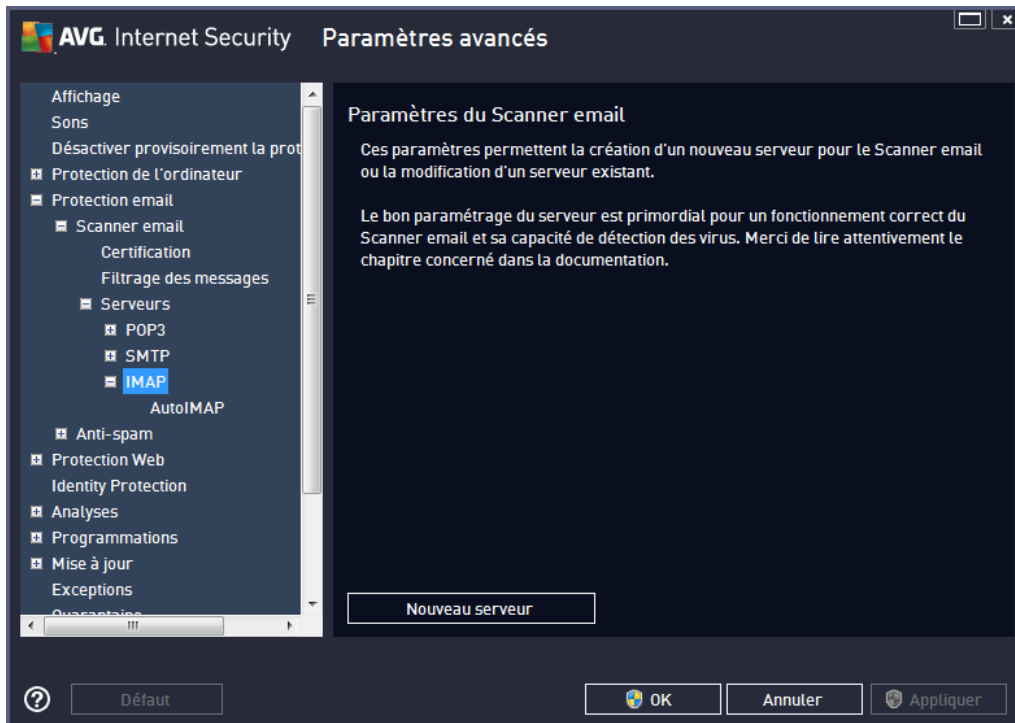 AVG. Internet Security Paramètres avancés
Affichage
Sons
Désactiver provisoirement la prot
Protection de l'ordinateur
Protection email
Scanner email
Certification
Filtrage des messages
Serveurs
POP3
SMTP
IMAP
AutoIMAP
Anti-spam
Protection Web
Identity Protection
Analyses
Programmations
Mise à jour
Exceptions
Quarantaine
Paramètres du Scanner email
Ces paramètres permettent la création d'un nouveau serveur pour le Scanner email
ou la modification d'un serveur existant.
Le bon paramétrage du serveur est primordial pour un fonctionnement correct du
Scanner email et sa capacité de détection des virus. Merci de lire attentivement le
chapitre concerné dans la documentation.
Nouveau serveur
Défaut
OK
Annuler
Appliquer